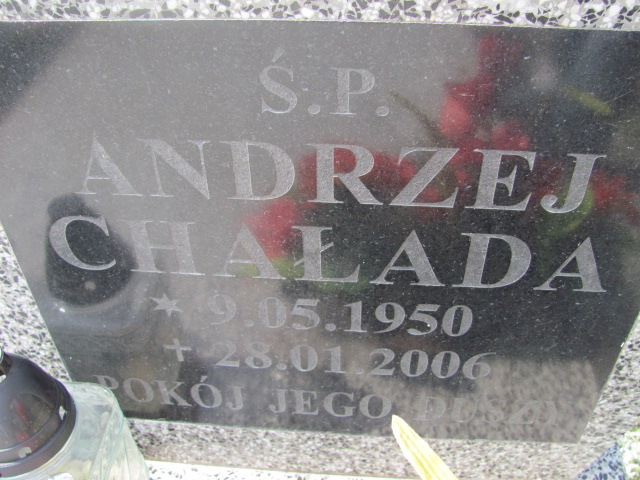 Ś.P.
ANDRZEJ
CHAŁADA
★ 9.05.1950
✝ 28.01.2006
POKÓJ JEGO DUSZY